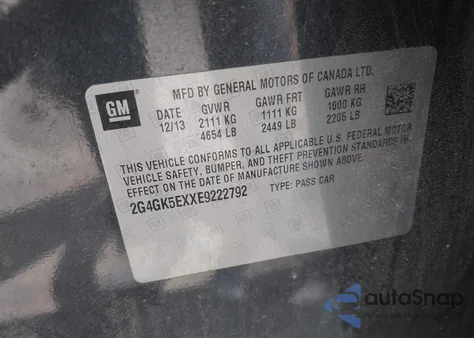 GM
MFD BY GENERAL MOTORS OF CANADA LTD.
DATE GVWR GAWR FRT GAWR RR
12/13 2111 KG 1111 KG 1000 KG
4654 LB 2449 LB 2205 LB
THIS VEHICLE CONFORMS TO ALL APPLICABLE U.S. FEDERAL MOTOR
VEHICLE SAFETY, BUMPER, AND THEFT PREVENTION STANDARDS IN
EFFECT ON THE DATE OF MANUFACTURE SHOWN ABOVE.
2G4GK5EXXE9222792 TYPE: PASS CAR
autoSnap